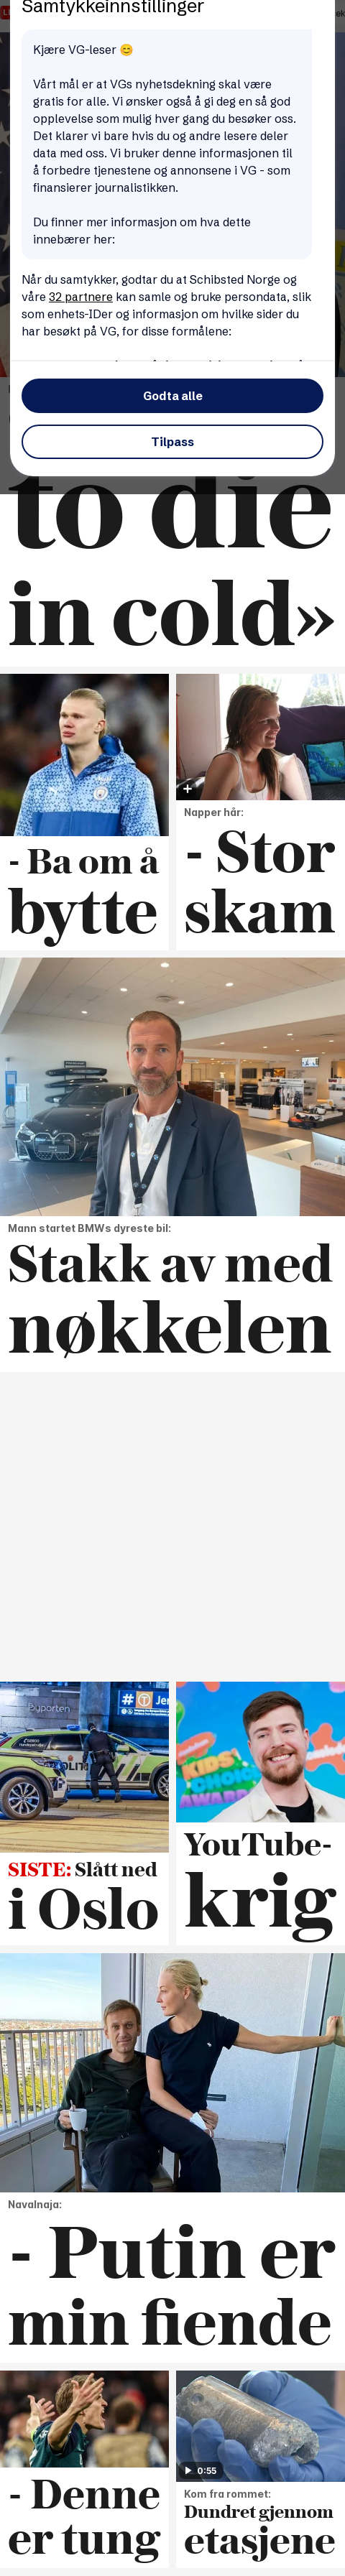 Samtykkeinnstillinger
Kjære VG-leser 😊
Vårt mål er at VGs nyhetsdekning skal være
gratis for alle. Vi ønsker også å gi deg en så god
opplevelse som mulig hver gang du besøker oss.
Det klarer vi bare hvis du og andre lesere deler
data med oss. Vi bruker denne informasjonen til
å forbedre tjenestene og annonsene i VG - som
finansierer journalistikken.
Du finner mer informasjon om hva dette
innebærer her:
Når du samtykker, godtar du at Schibsted Norge og
våre 32 partnere kan samle og bruke persondata, slik
som enhets-IDer og informasjon om hvilke sider du
har besøkt på VG, for disse formålene:
Godta alle
Tilpass
to die
in cold»
- Ba om å
bytte
Napper hår:
- Stor
skam
Mann startet BMWs dyreste bil:
Stakk av med
nøkkelen
Ruterporten
# T Jer
POLITI
SISTE: Slått ned
i Oslo
KIDS'
CHOICE
AWARDS
YouTube-
krig
Navalnaja:
- Putin er
min fiende
- Denne
er tung
0:55
Kom fra rommet:
Dundret gjennom
etasjene